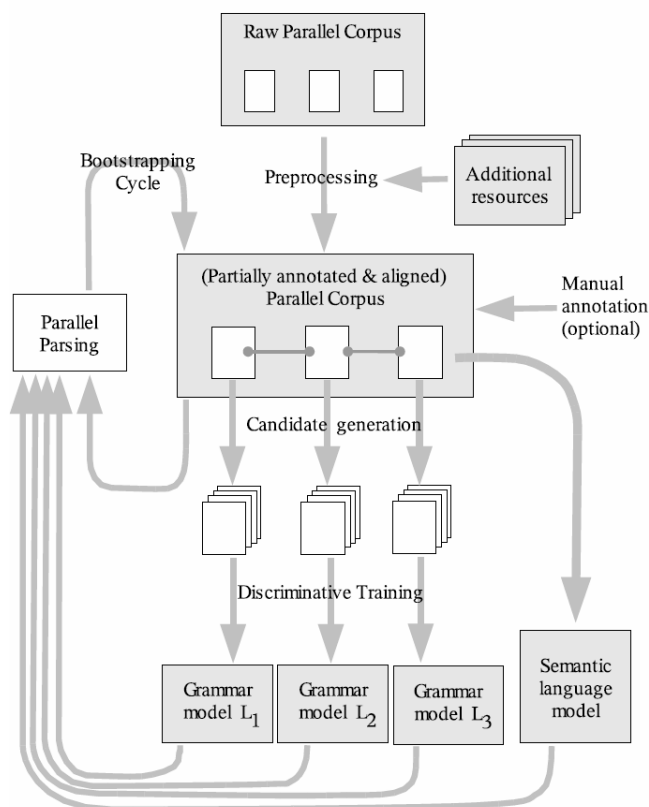 Raw Parallel Corpus
Bootstrapping
Cycle
Preprocessing
Additional
resources
(Partially annotated & aligned)
Parallel Corpus
Manual
annotation
(optional)
Parallel
Parsing
Candidate generation
Discriminative Training
Grammar
model L1
Grammar
model L2
Grammar
model L3
Semantic
language
model